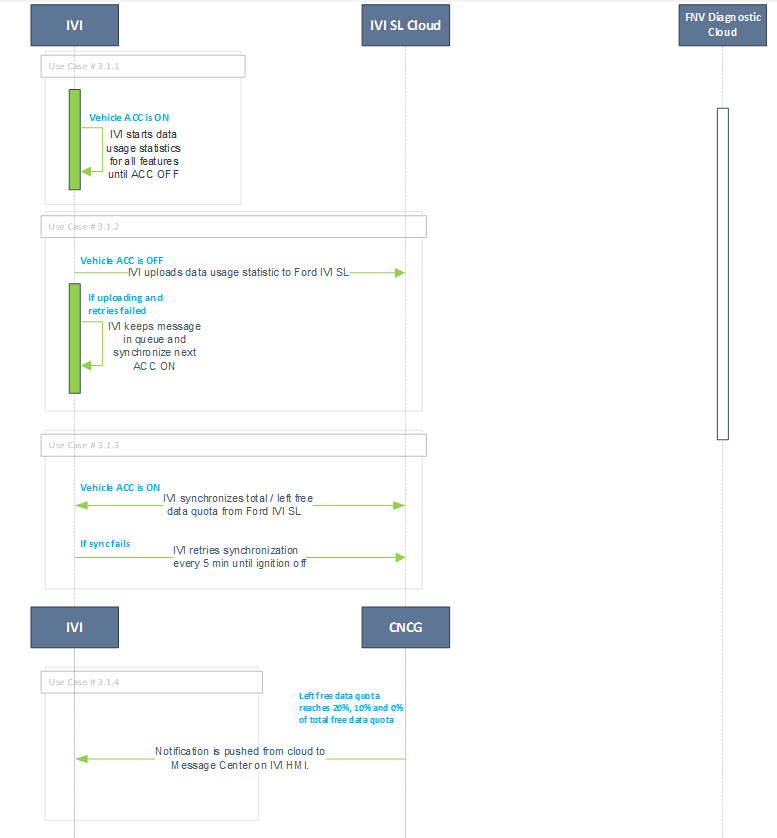 IVI
IVI SL Cloud
FNV Diagnostic
Cloud
Use Case # 3.1.1
Vehicle ACC is ON
IVI starts data
usage statistics
for all features
until ACC OFF
Use Case # 3.1.2
Vehicle ACC is OFF
IVI uploads data usage statistic to Ford IVI SL
If uploading and
retries failed
IVI keeps message
in queue and
synchronize next
ACC ON
Use Case # 3.1.3
Vehicle ACC is ON
IVI synchronizes total / left free
data quota from Ford IVI SL
If sync fails
IVI retries synchronization
every 5 min until ignition off
IVI
CNCG
Use Case # 3.1.4
Left free data quota
reaches 20%, 10% and 0%
of total free data quota
Notification is pushed from cloud to
Message Center on IVI HMI.